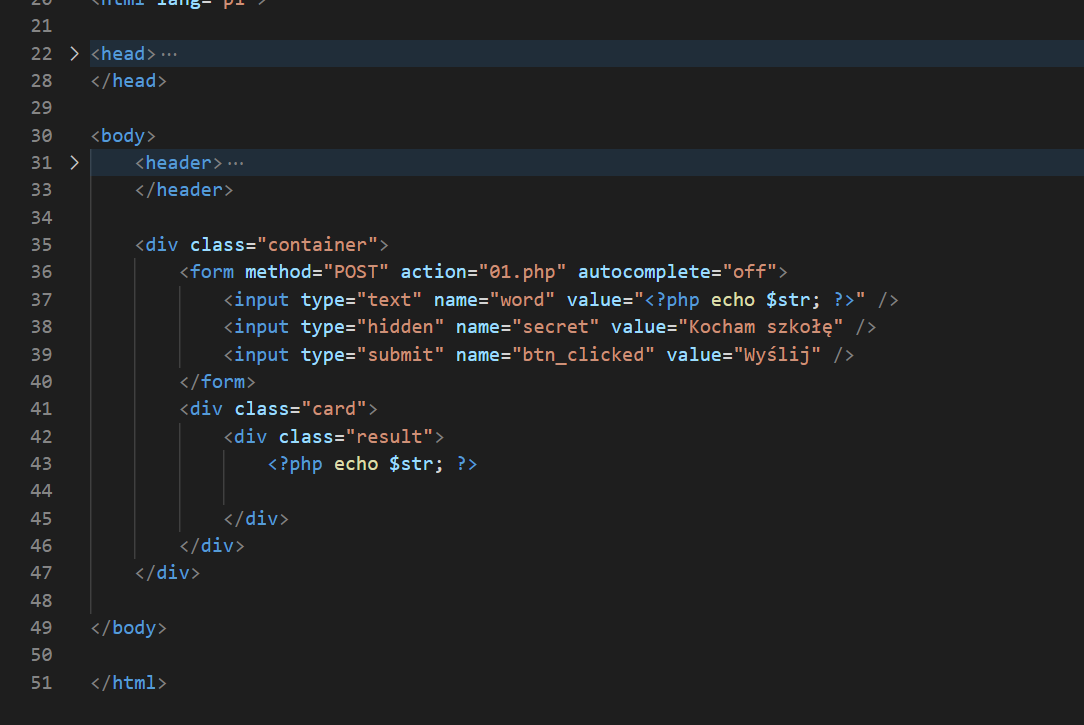 20 <html lang="pl">
21
22 <head>···
28 </head>
29
30 <body>
31 <header>···
33 </header>
34
35 <div class="container">
36 <form method="POST" action="01.php" autocomplete="off">
37 <input type="text" name="word" value="<?php echo $str; ?>" />
38 <input type="hidden" name="secret" value="Kocham szkołę" />
39 <input type="submit" name="btn_clicked" value="Wyślij" />
40 </form>
41 <div class="card">
42 <div class="result">
43 <?php echo $str; ?>
44
45 </div>
46 </div>
47 </div>
48
49 </body>
50
51 </html>